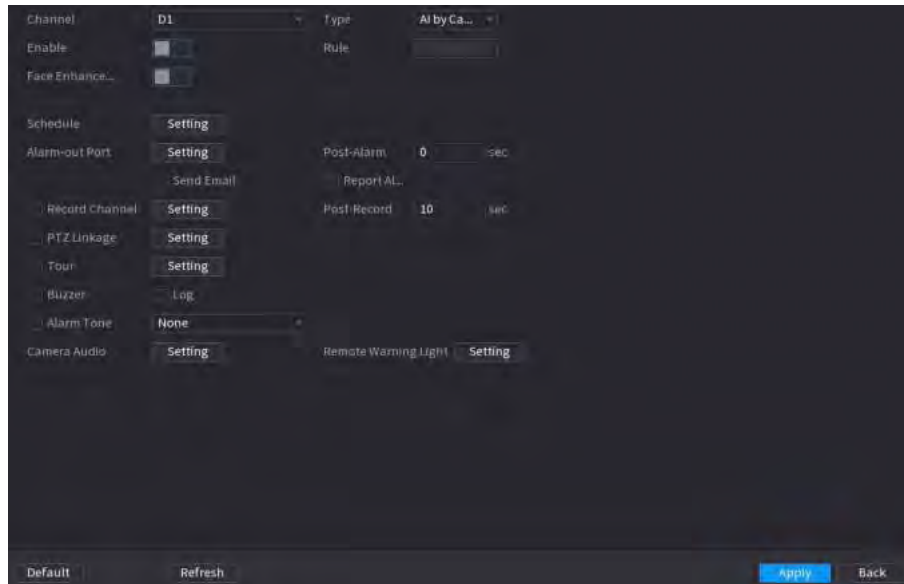 Channel D1 Type AI by Ca...
Enable Rule
Face Enhance...
Schedule Setting
Alarm-out Port Setting Post-Alarm 0 sec
Send Email Report Al...
Record Channel Setting Post-Record 10 sec
PTZ Linkage Setting
Tour Setting
Buzzer Log
Alarm Tone None
Camera Audio Setting Remote Warning Light Setting
Default Refresh Apply Back